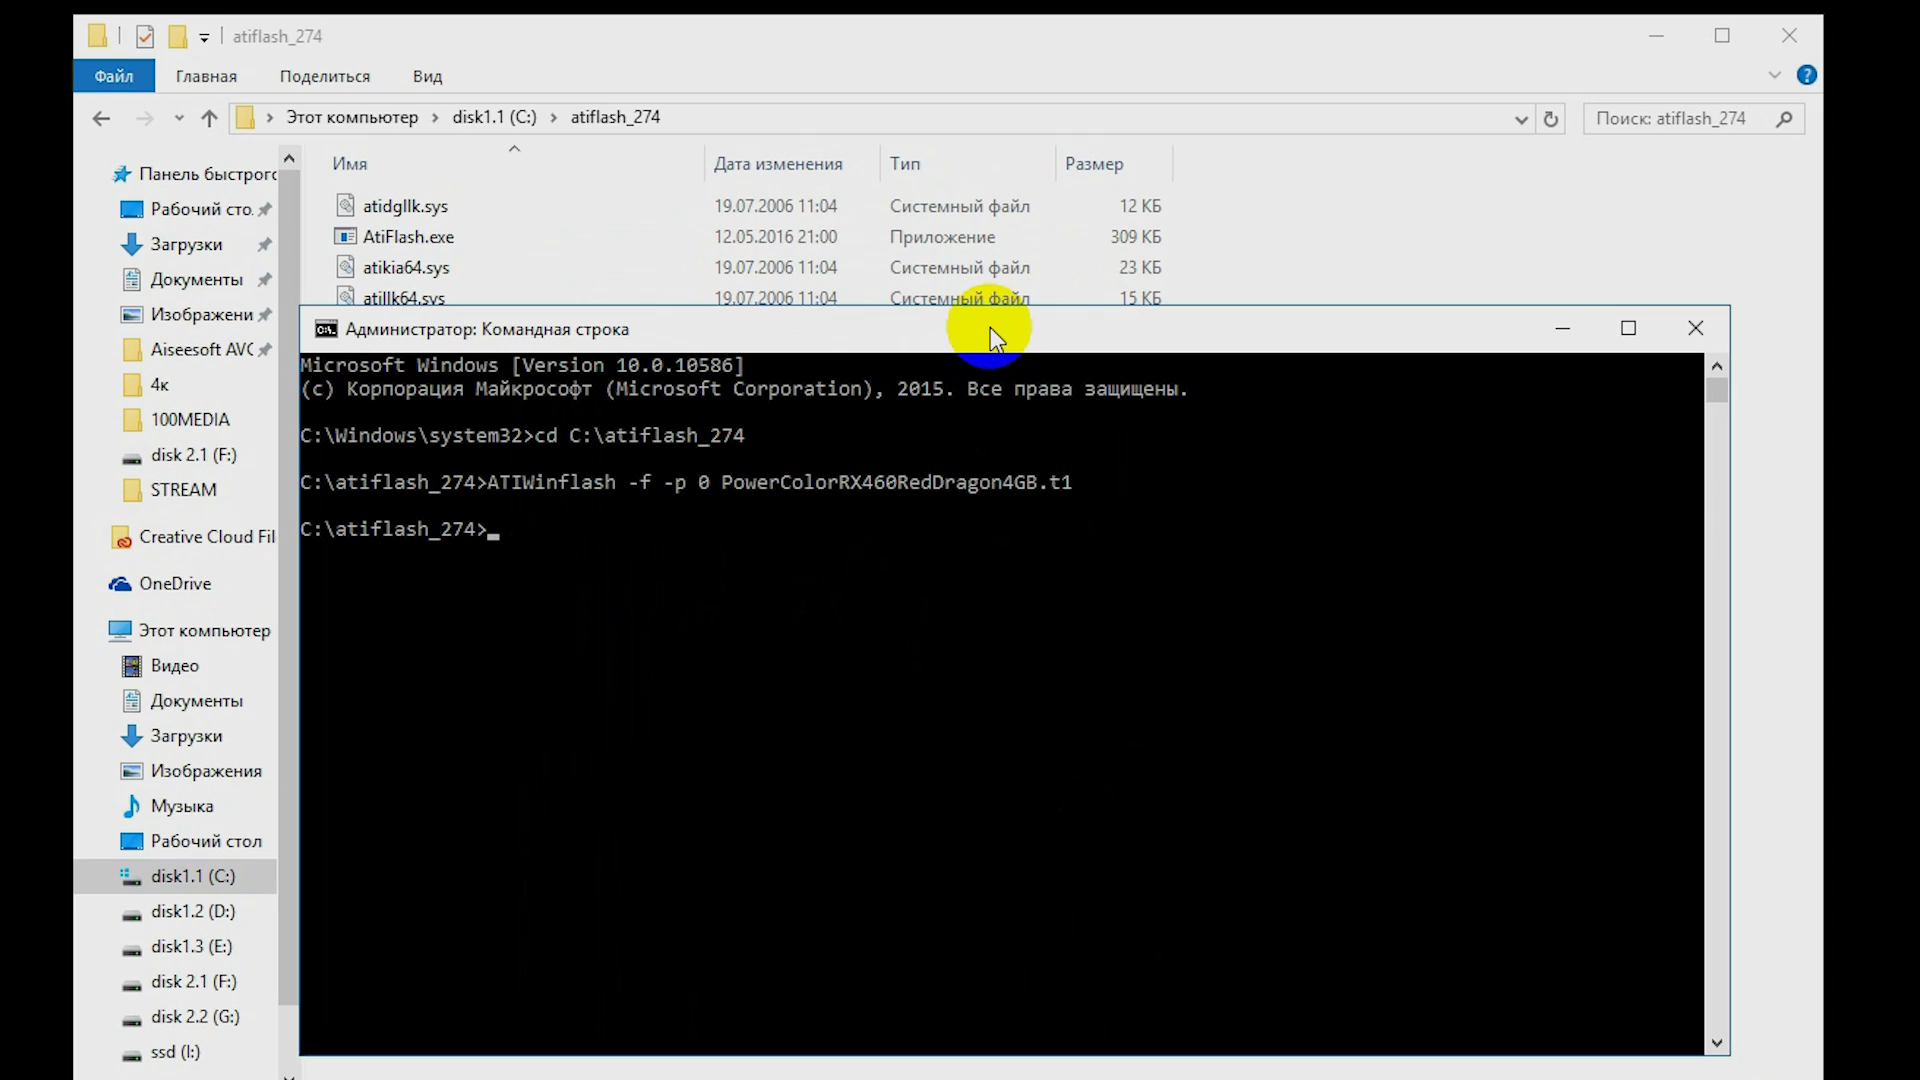 atiflash_274
Файл Главная Поделиться Вид
Этот компьютер disk1.1 (C:) atiflash_274
Поиск: atiflash_274
Имя Дата изменения Тип Размер
atidgllk.sys 19.07.2006 11:04 Системный файл 12 КБ
AtiFlash.exe 12.05.2016 21:00 Приложение 309 КБ
atikia64.sys 19.07.2006 11:04 Системный файл 23 КБ
atillk64.sys 19.07.2006 11:04 Системный файл 15 КБ
Панель быстрог
Рабочий сто.
Загрузки
Документы
Изображени
Aiseesoft AVC
4к
100MEDIA
disk 2.1 (F:)
STREAM
Creative Cloud Fil
OneDrive
Этот компьютер
Видео
Документы
Загрузки
Изображения
Музыка
Рабочий стол
disk1.1 (C:)
disk1.2 (D:)
disk1.3 (E:)
disk 2.1 (F:)
disk 2.2 (G:)
ssd (I:)
Администратор: Командная строка
Microsoft Windows [Version 10.0.10586]
(c) Корпорация Майкрософт (Microsoft Corporation), 2015. Все права защищены.
C:\Windows\system32>cd C:\atiflash_274
C:\atiflash_274>ATIWinflash -f -p 0 PowerColorRX460RedDragon4GB.t1
C:\atiflash_274>